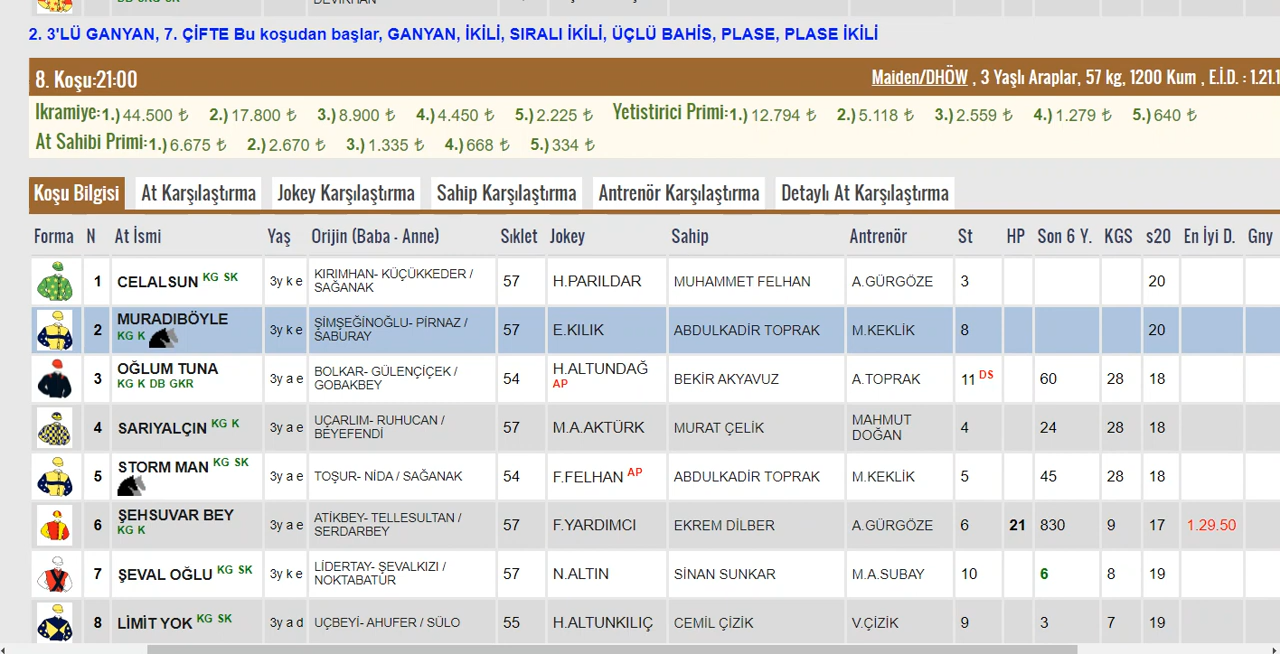 2. 3'LÜ GANYAN, 7. ÇİFTE Bu koşudan başlar, GANYAN, İKİLİ, SIRALI İKİLİ, ÜÇLÜ BAHİS, PLASE, PLASE İKİLİ
8. Koşu:21:00 Maiden/DHÖW , 3 Yaşlı Araplar, 57 kg, 1200 Kum , E.İ.D. : 1.21.1
Ikramiye:1.) 44.500 ₺ 2.) 17.800 ₺ 3.) 8.900 ₺ 4.) 4.450 ₺ 5.) 2.225 ₺ Yetistirici Primi:1.) 12.794 ₺ 2.) 5.118 ₺ 3.) 2.559 ₺ 4.) 1.279 ₺ 5.) 640 ₺
At Sahibi Primi:1.) 6.675 ₺ 2.) 2.670 ₺ 3.) 1.335 ₺ 4.) 668 ₺ 5.) 334 ₺
Koşu Bilgisi At Karşılaştırma Jokey Karşılaştırma Sahip Karşılaştırma Antrenör Karşılaştırma Detaylı At Karşılaştırma
Forma N At İsmi Yaş Orijin (Baba - Anne) Sıklet Jokey Sahip Antrenör St HP Son 6 Y. KGS s20 En İyi D. Gny
1 CELALSUN KG SK 3y k e KIRIMHAN- KÜÇÜKKEDER / SAĞANAK 57 H.PARILDAR MUHAMMET FELHAN A.GÜRGÖZE 3 20
2 MURADIBÖYLE KG K 3y k e ŞİMŞEĞİNOĞLU- PİRNAZ / SABURAY 57 E.KILIK ABDULKADİR TOPRAK M.KEKLİK 8 20
3 OĞLUM TUNA KG K DB GKR 3y a e BOLKAR- GÜLENÇİÇEK / GOBAKBEY 54 H.ALTUNDAĞ AP BEKİR AKYAVUZ A.TOPRAK 11 DS 60 28 18
4 SARIYALÇIN KG K 3y a e UÇARLIM- RUHUCAN / BEYEFENDİ 57 M.A.AKTÜRK MURAT ÇELİK MAHMUT DOĞAN 4 24 28 18
5 STORM MAN KG SK 3y a e TOŞUR- NİDA / SAĞANAK 54 F.FELHAN AP ABDULKADİR TOPRAK M.KEKLİK 5 45 28 18
6 ŞEHSUVAR BEY KG K 3y a e ATİKBEY- TELLESULTAN / SERDARBEY 57 F.YARDIMCI EKREM DİLBER A.GÜRGÖZE 6 21 830 9 17 1.29.50
7 ŞEVAL OĞLU KG SK 3y k e LİDERTAY- ŞEVALKIZI / NOKTABATUR 57 N.ALTIN SİNAN SUNKAR M.A.SUBAY 10 6 8 19
8 LİMİT YOK KG SK 3y a d UÇBEYİ- AHUFER / SÜLO 55 H.ALTUNKILIÇ CEMİL ÇİZİK V.ÇİZİK 9 3 7 19